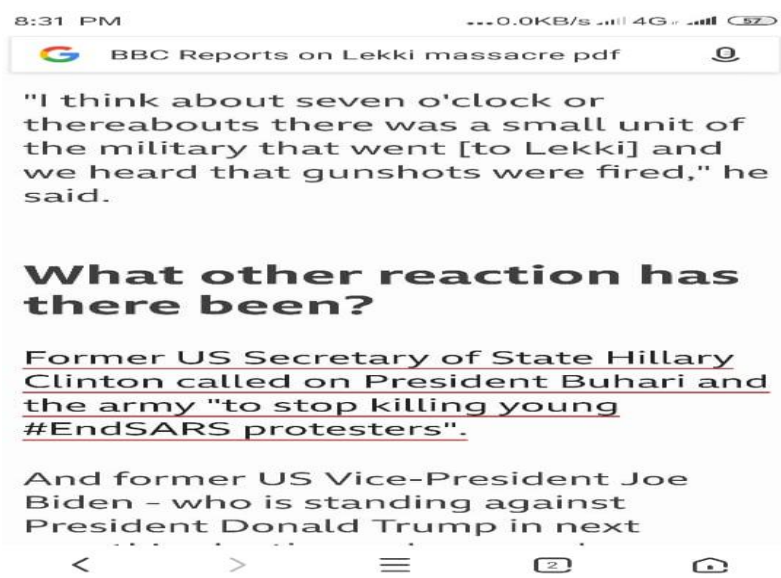 8:31 PM ...0.0KB/s 4G 57
BBC Reports on Lekki massacre pdf
"I think about seven o'clock or
thereabouts there was a small unit of
the military that went [to Lekki] and
we heard that gunshots were fired," he
said.
What other reaction has
there been?
Former US Secretary of State Hillary
Clinton called on President Buhari and
the army "to stop killing young
#EndSARS protesters".
And former US Vice-President Joe
Biden – who is standing against
President Donald Trump in next
2